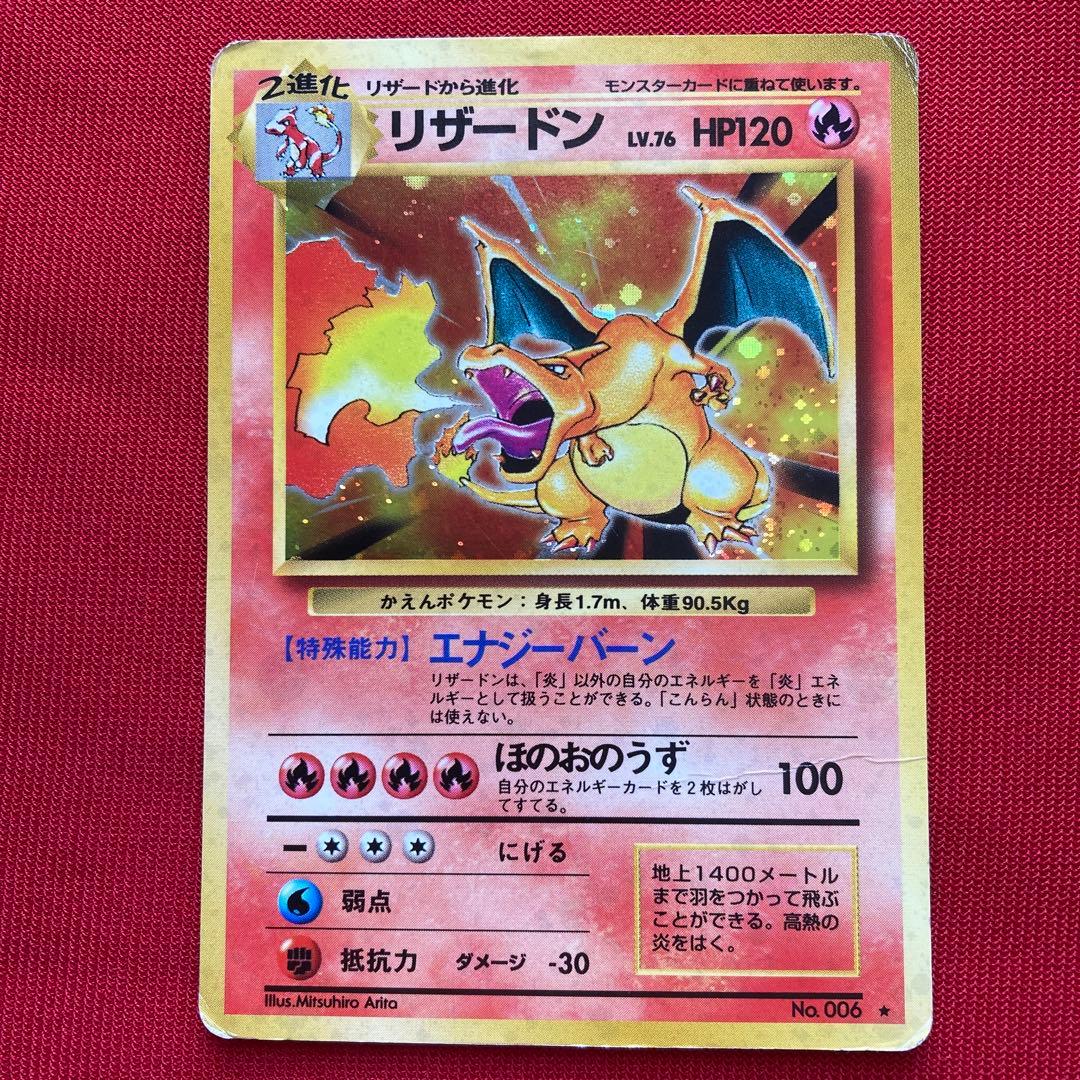 2進化 リザードから進化 モンスターカードに重ねて使います。
リザードン LV.76 HP120
かえんポケモン：身長1.7m、体重90.5Kg
【特殊能力】エナジーバーン
リザードンは、「炎」以外の自分のエネルギーを「炎」エネ
ルギーとして扱うことができる。「こんらん」状態のときに
は使えない。
ほのおのうず 100
自分のエネルギーカードを2枚はがし
てすてる。
ー にげる
弱点
抵抗力 ダメージ -30
地上1400メートル
まで羽をつかって飛ぶ
ことができる。高熱の
炎をはく。
Illus.Mitsuhiro Arita
No. 006 ★